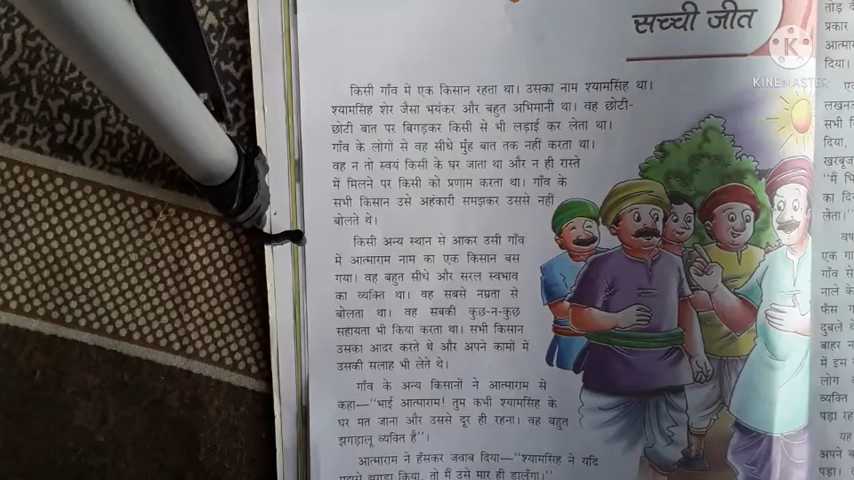 सच्ची जीत
KINEMASTER
किसी गाँव में एक किसान रहता था। उसका नाम श्यामसिंह था।
श्यामसिंह शेर जैसा भयंकर और बहुत अभिमानी था। वह छोटी-
छोटी बात पर बिगड़कर किसी से भी लड़ाई कर लेता था।
गाँव के लोगों से वह सीधे मुँह बात तक नहीं करता था।
वह न तो स्वयं किसी के घर जाता था और न ही रास्ते
में मिलने पर किसी को प्रणाम करता था। गाँव के
सभी किसान उसे अहंकारी समझकर उससे नहीं
बोलते थे।
किसी अन्य स्थान से आकर उसी गाँव
में आत्माराम नाम का एक किसान बस
गया। वह बहुत सीधे और सरल स्वभाव
का व्यक्ति था। वह सबसे नम्रता से
बोलता था। वह सबकी कुछ-न-कुछ
सहायता भी किया करता था। सभी किसान
उसका आदर करते थे और अपने कामों में
उसकी सलाह भी लेते थे।
गाँव के अन्य किसानों ने आत्माराम से
कहा—"भाई आत्माराम! तुम कभी श्यामसिंह के
घर मत जाना और उससे दूर ही रहना। वह बहुत
झगड़ालू व्यक्ति है"।
आत्माराम ने हँसकर जवाब दिया—"श्यामसिंह ने यदि
मुझसे झगड़ा किया, तो मैं उसे मार ही डालूँगा।"